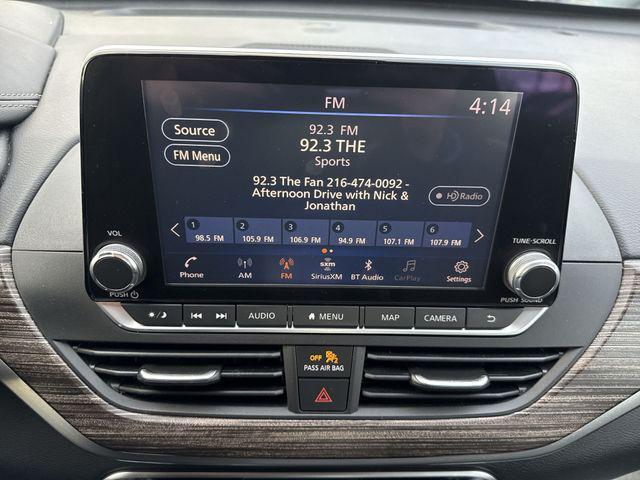 FM
4:14
Source
FM Menu
92.3 FM
92.3 THE
Sports
92.3 The Fan 216-474-0092 -
Afternoon Drive with Nick &
Jonathan
HD Radio
1 2 3 4 5 6
98.5 FM 105.9 FM 106.9 FM 94.9 FM 107.1 FM 107.9 FM
Phone AM FM sxm SiriusXM BT Audio CarPlay Settings
VOL
PUSH
TUNE·SCROLL
PUSH SOUND
AUDIO MENU MAP CAMERA
OFF 2
PASS AIR BAG